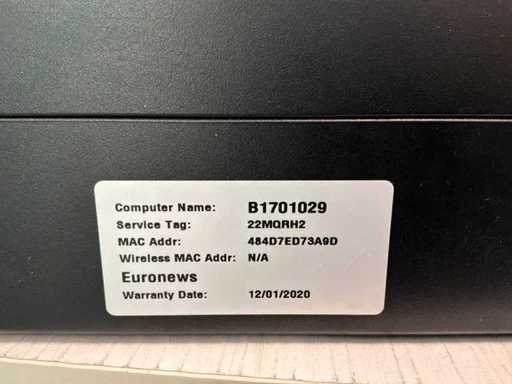 Computer Name: B1701029
Service Tag: 22MQRH2
MAC Addr: 484D7ED73A9D
Wireless MAC Addr: N/A
Euronews
Warranty Date: 12/01/2020